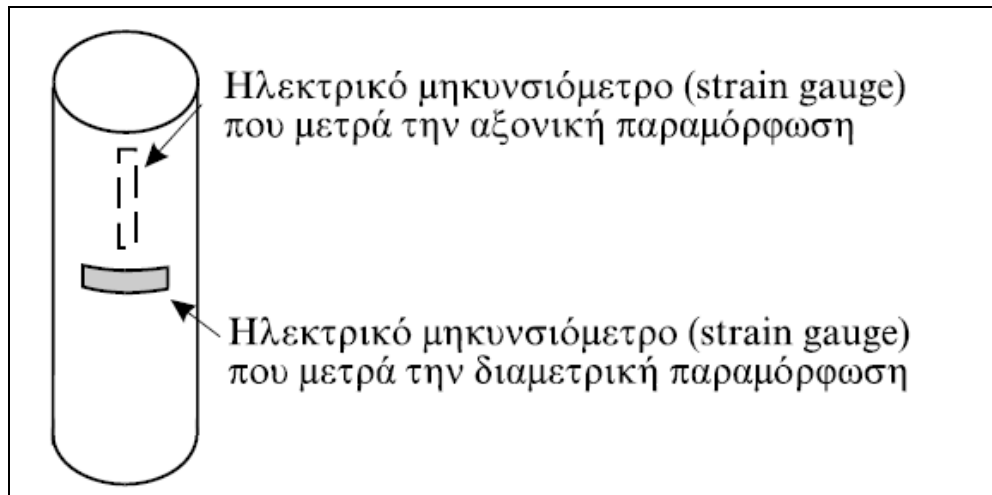 Ηλεκτρικό μηκυνσιόμετρο (strain gauge)
που μετρά την αξονική παραμόρφωση
Ηλεκτρικό μηκυνσιόμετρο (strain gauge)
που μετρά την διαμετρική παραμόρφωση